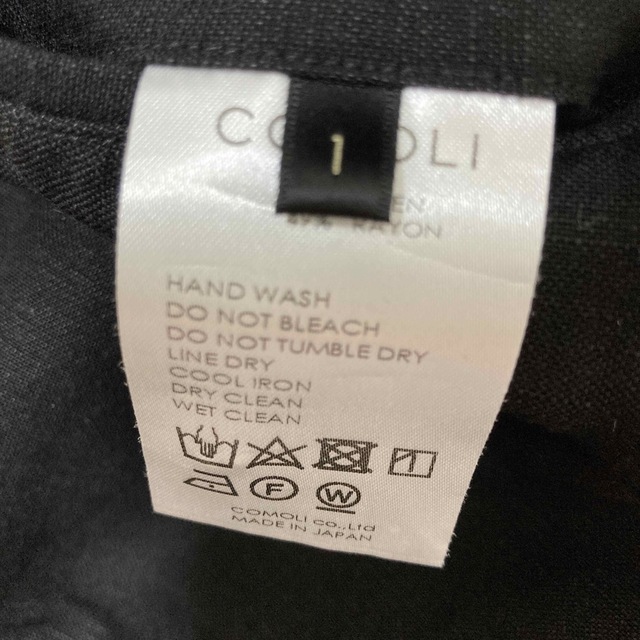 1
RAYON
HAND WASH
DO NOT BLEACH
DO NOT TUMBLE DRY
LINE DRY
COOL IRON
DRY CLEAN
WET CLEAN
F W
COMOLI CO.,Ltd
MADE IN JAPAN